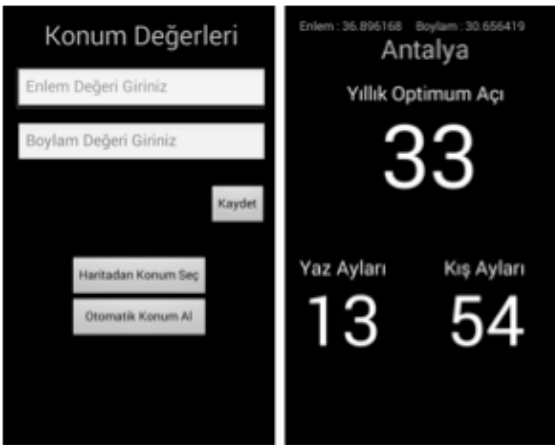 Konum Değerleri
Enlem Değeri Giriniz
Boylam Değeri Giriniz
Kaydet
Haritadan Konum Seç
Otomatik Konum Al
Enlem : 36.896168 Boylam : 30.656419
Antalya
Yıllık Optimum Açı
33
Yaz Ayları Kış Ayları
13 54